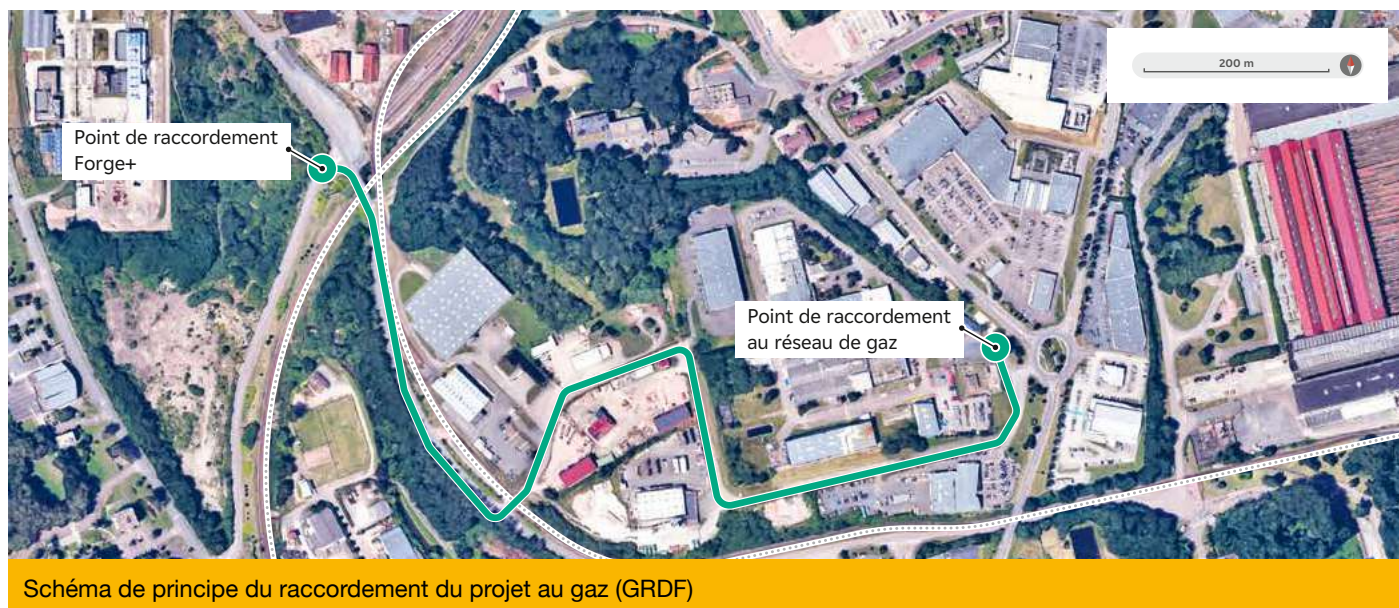 200 m
Point de raccordement
Forge+
Point de raccordement
au réseau de gaz
Schéma de principe du raccordement du projet au gaz (GRDF)